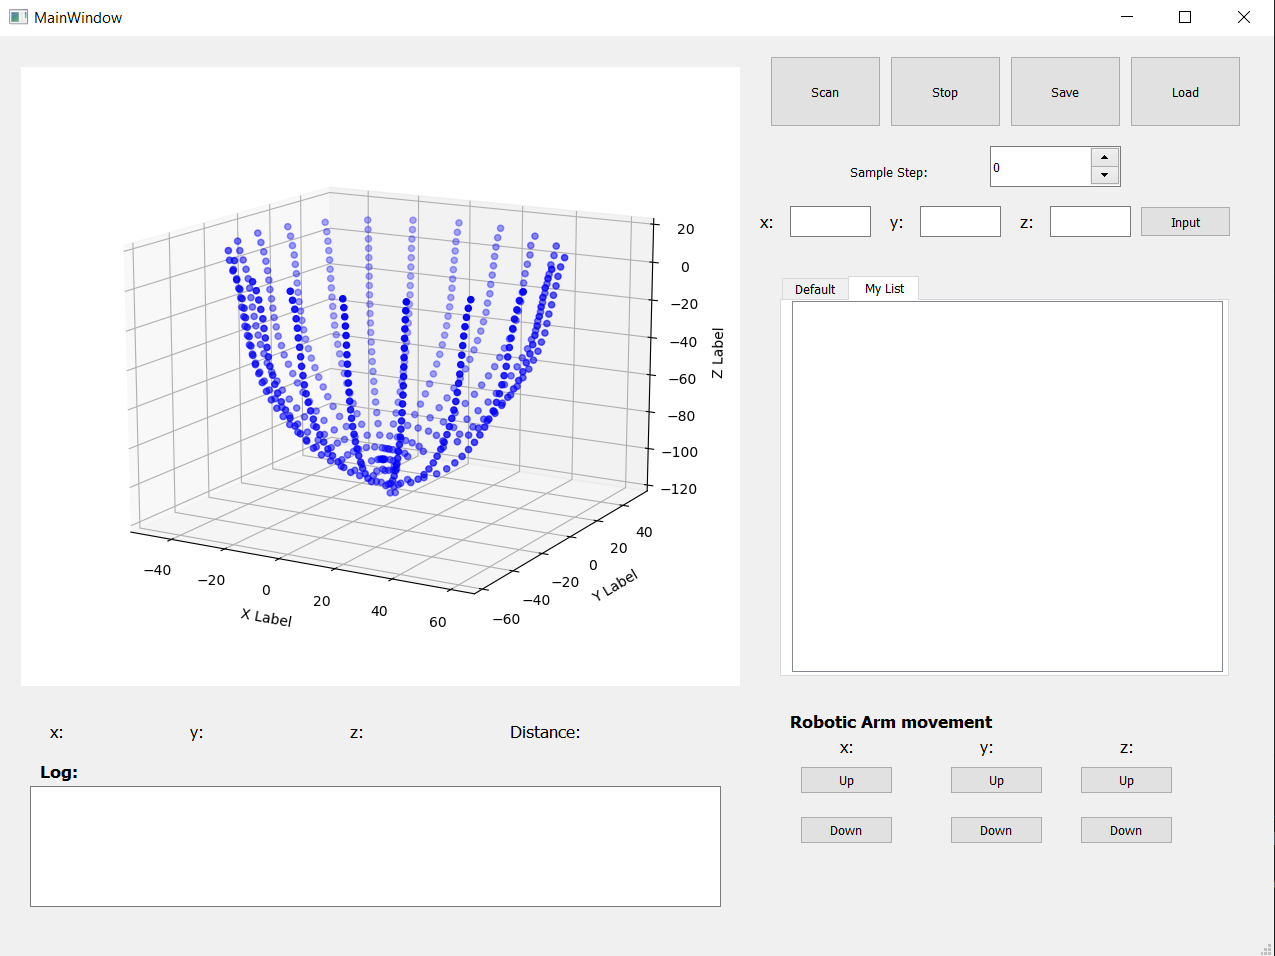 MainWindow
Scan Stop Save Load
Sample Step: 0
x: y: z: Input
Default My List
20
0
−20
−40
−60
−80
−100
−120
Z Label
40
20
0
−20
−40
−60
Y Label
−40
−20
0
20
40
60
X Label
x: y: z: Distance:
Log:
Robotic Arm movement
x: y: z:
Up Up Up
Down Down Down